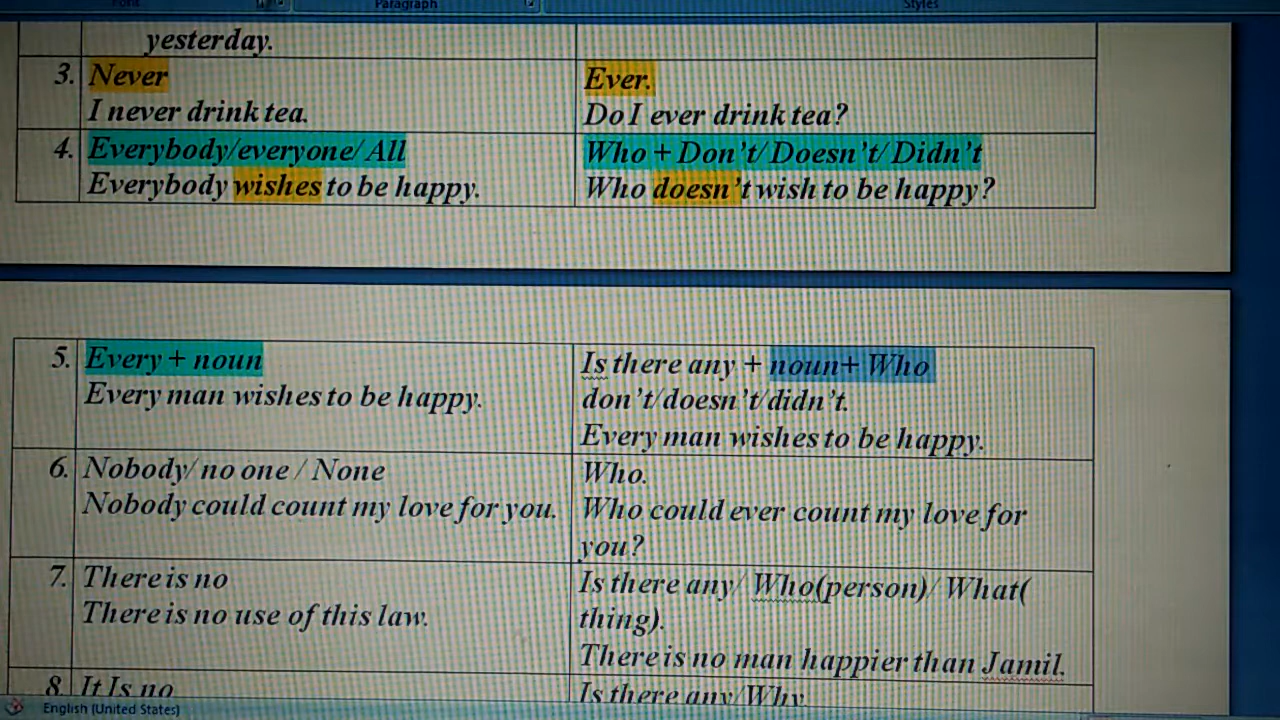 Font
Paragraph
Styles
yesterday.
3. Never
I never drink tea.
Ever.
Do I ever drink tea?
4. Everybody/everyone/ All
Everybody wishes to be happy.
Who + Don't/ Doesn't/ Didn't
Who doesn't wish to be happy?
5. Every + noun
Every man wishes to be happy.
Is there any + noun+ Who
don't/doesn't/didn't.
Every man wishes to be happy.
6. Nobody/ no one / None
Nobody could count my love for you.
Who.
Who could ever count my love for
you?
7. There is no
There is no use of this law.
Is there any/ Who(person)/ What(
thing).
There is no man happier than Jamil.
8. It Is no
Is there any/Why.
English (United States)